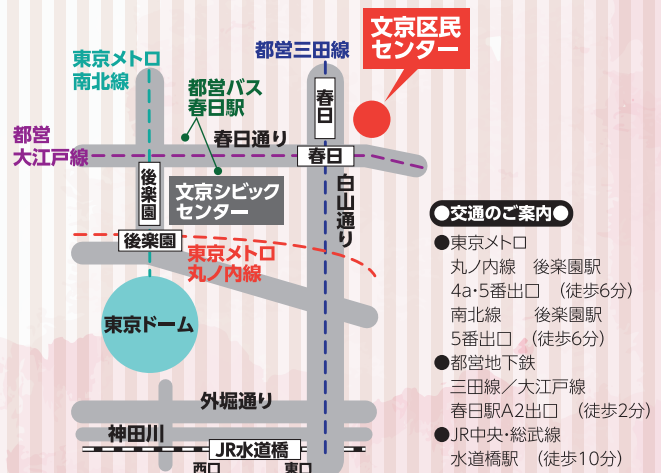 東京メトロ
南北線
都営三田線
文京区民
センター
都営バス
春日駅
春日
都営
大江戸線
春日通り
春日
後楽園
文京シビック
センター
白山通り
後楽園
東京メトロ
丸ノ内線
東京ドーム
外堀通り
神田川
JR水道橋
西口
東口
●交通のご案内●
●東京メトロ
丸ノ内線 後楽園駅
4a・5番出口 (徒歩6分)
南北線 後楽園駅
5番出口 (徒歩6分)
●都営地下鉄
三田線/大江戸線
春日駅A2出口 (徒歩2分)
●JR中央・総武線
水道橋駅 (徒歩10分)